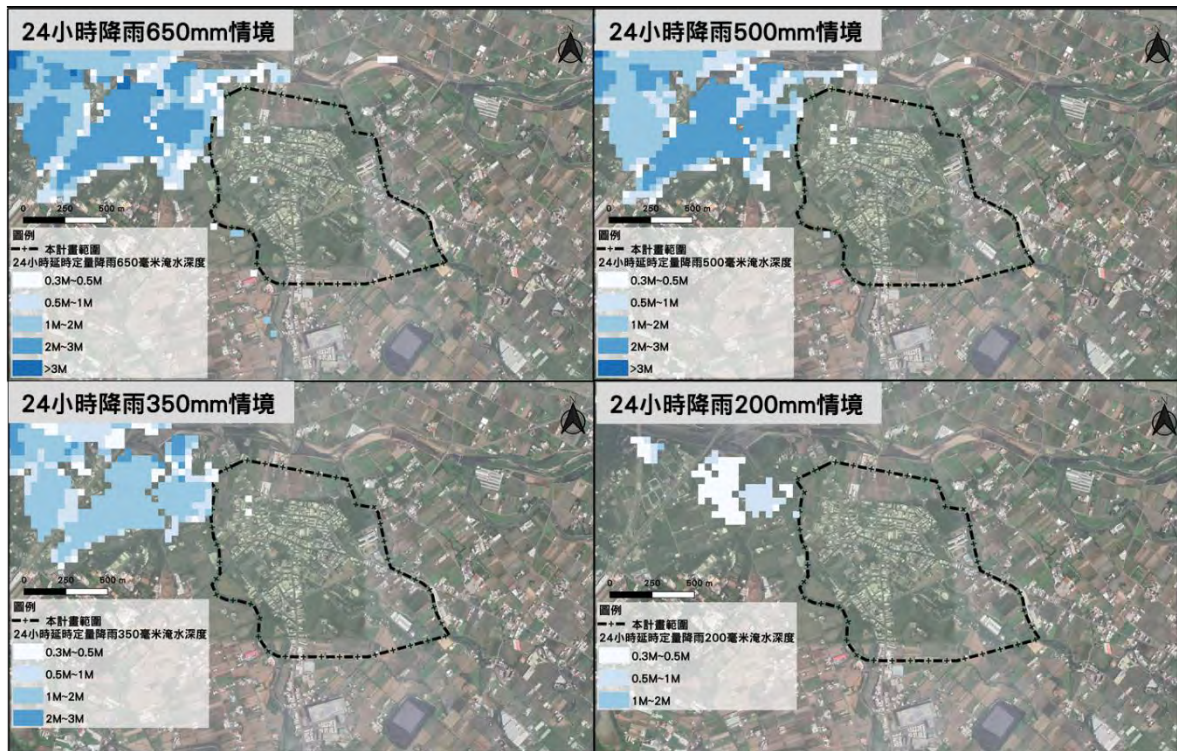 24小時降雨650mm情境
0 250 500 m
圖例
本計畫範圍
24小時延時定量降雨650毫米淹水深度
0.3M~0.5M
0.5M~1M
1M~2M
2M~3M
>3M
24小時降雨500mm情境
0 250 500 m
圖例
本計畫範圍
24小時延時定量降雨500毫米淹水深度
0.3M~0.5M
0.5M~1M
1M~2M
2M~3M
>3M
24小時降雨350mm情境
0 250 500 m
圖例
本計畫範圍
24小時延時定量降雨350毫米淹水深度
0.3M~0.5M
0.5M~1M
1M~2M
2M~3M
24小時降雨200mm情境
0 250 500 m
圖例
本計畫範圍
24小時延時定量降雨200毫米淹水深度
0.3M~0.5M
0.5M~1M
1M~2M